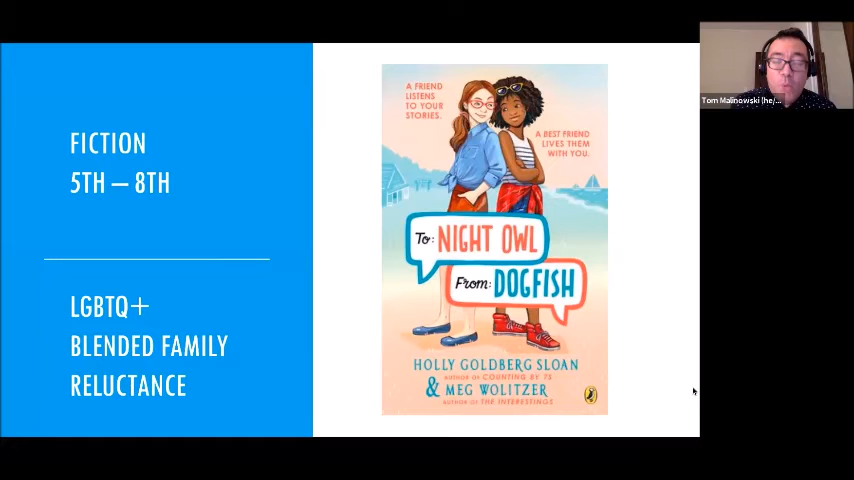 FICTION
5TH – 8TH
LGBTQ+
BLENDED FAMILY
RELUCTANCE
A FRIEND
LISTENS
TO YOUR
STORIES.
A BEST FRIEND
LIVES THEM
WITH YOU.
To: NIGHT OWL
From: DOGFISH
HOLLY GOLDBERG SLOAN
AUTHOR OF COUNTING BY 7S
& MEG WOLITZER
AUTHOR OF THE INTERESTINGS
Tom Malinowski (he/...